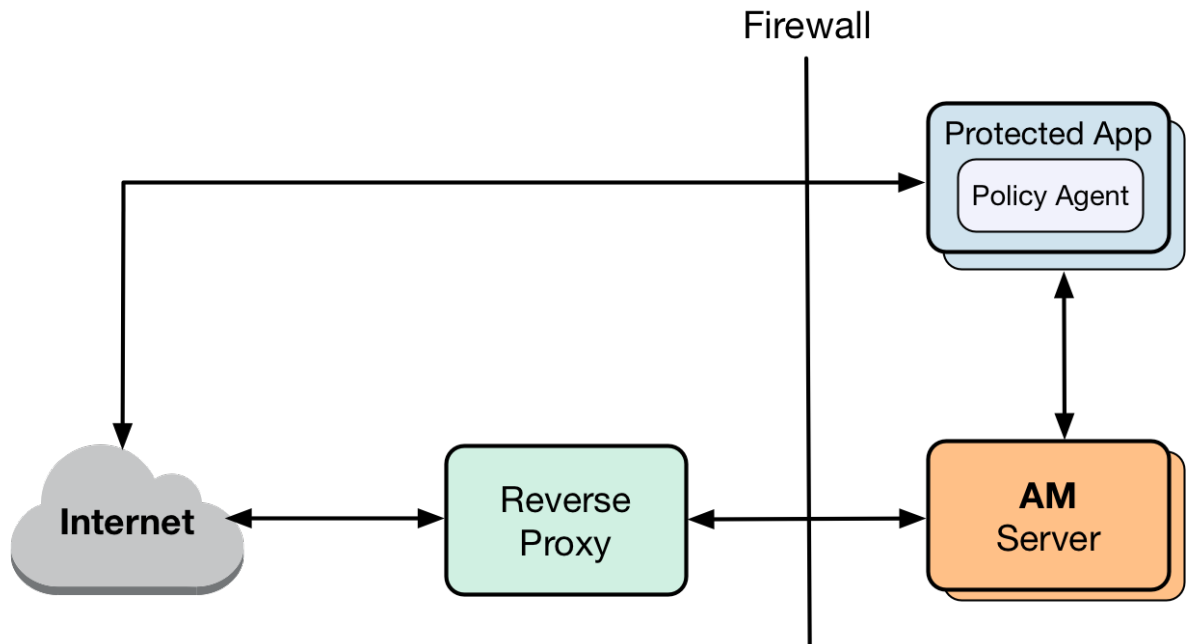 Firewall
Protected App
Policy Agent
Internet
Reverse
Proxy
AM
Server